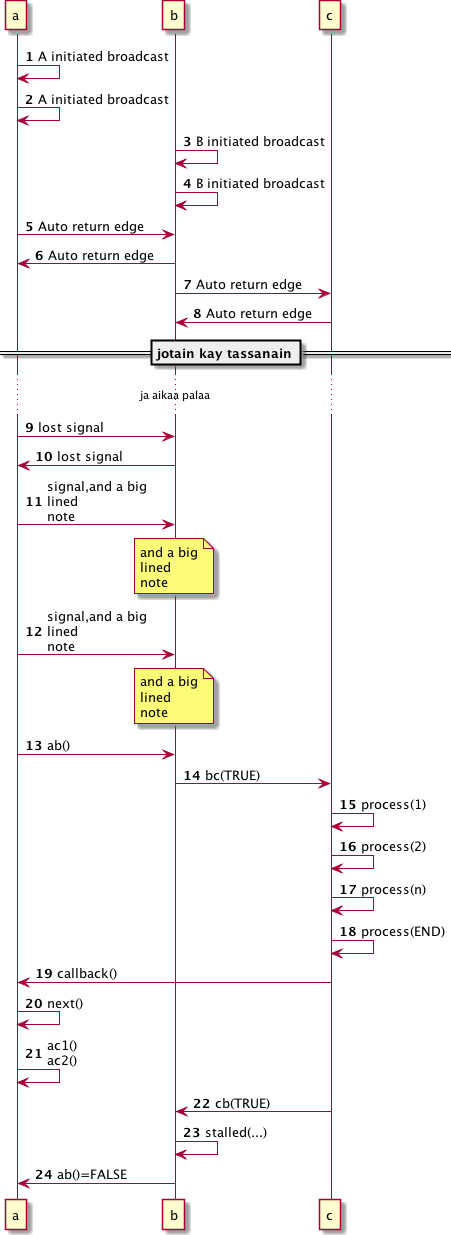 a b c
1 A initiated broadcast
2 A initiated broadcast
3 B initiated broadcast
4 B initiated broadcast
5 Auto return edge
6 Auto return edge
7 Auto return edge
8 Auto return edge
jotain kay tassanain
ja aikaa palaa
9 lost signal
10 lost signal
signal,and a big
11 lined
note
and a big
lined
note
signal,and a big
12 lined
note
and a big
lined
note
13 ab()
14 bc(TRUE)
15 process(1)
16 process(2)
17 process(n)
18 process(END)
19 callback()
20 next()
21 ac1()
ac2()
22 cb(TRUE)
23 stalled(...)
24 ab()=FALSE
a b c